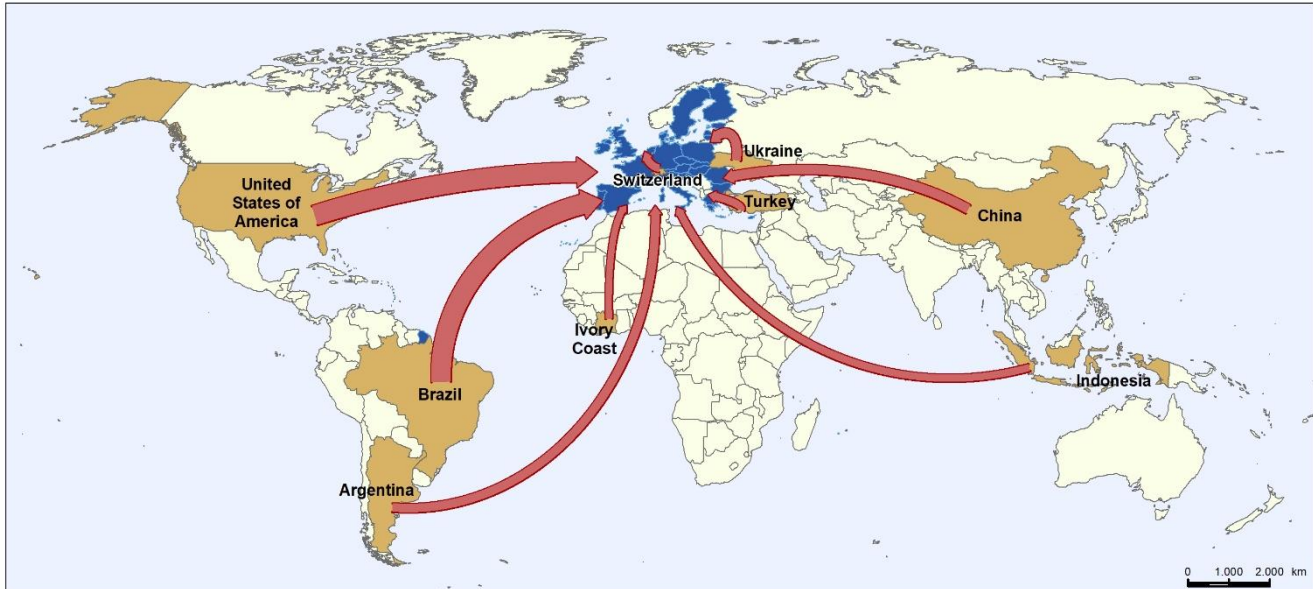 Ukraine
Switzerland
United
States of
America
Turkey
China
Ivory
Coast
Indonesia
Brazil
Argentina
0 1.000 2.000 km